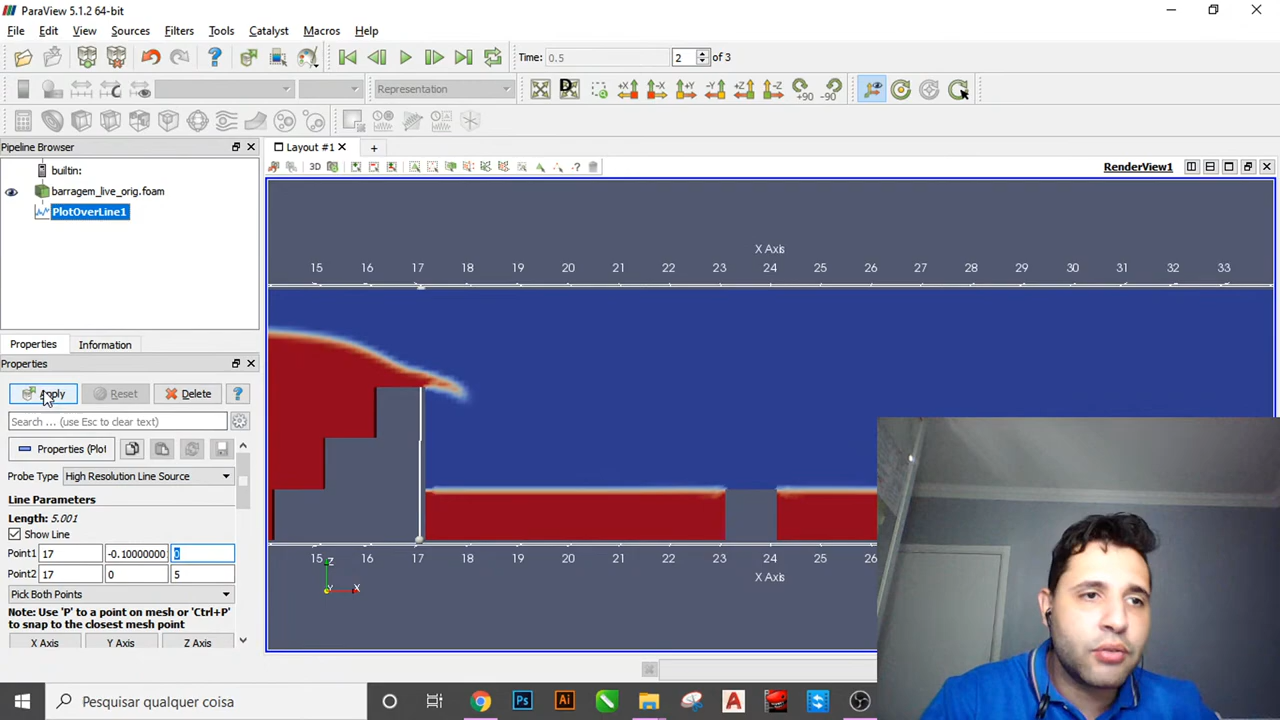 ParaView 5.1.2 64-bit
File Edit View Sources Filters Tools Catalyst Macros Help
Time: 0.5 2 of 3
Representation
+X -X +Y -Y +Z -Z +90 -90
Pipeline Browser
Layout #1 +
builtin:
3D
RenderView1
barragem_live_orig.foam
PlotOverLine1
X Axis
15 16 17 18 19 20 21 22 23 24 25 26 27 28 29 30 31 32 33
Properties Information
Properties
Apply Reset Delete ?
Search ... (use Esc to clear text)
Properties (Plot
Probe Type High Resolution Line Source
Line Parameters
Length: 5.001
Show Line
Point1 17 -0.10000000 0
Point2 17 0 5
15 16 17 18 19 20 21 22 23 24 25 26
X Axis
Z
Y X
Pick Both Points
Note: Use 'P' to a point on mesh or 'Ctrl+P'
to snap to the closest mesh point
X Axis Y Axis Z Axis
Pesquisar qualquer coisa
Ps Ai A